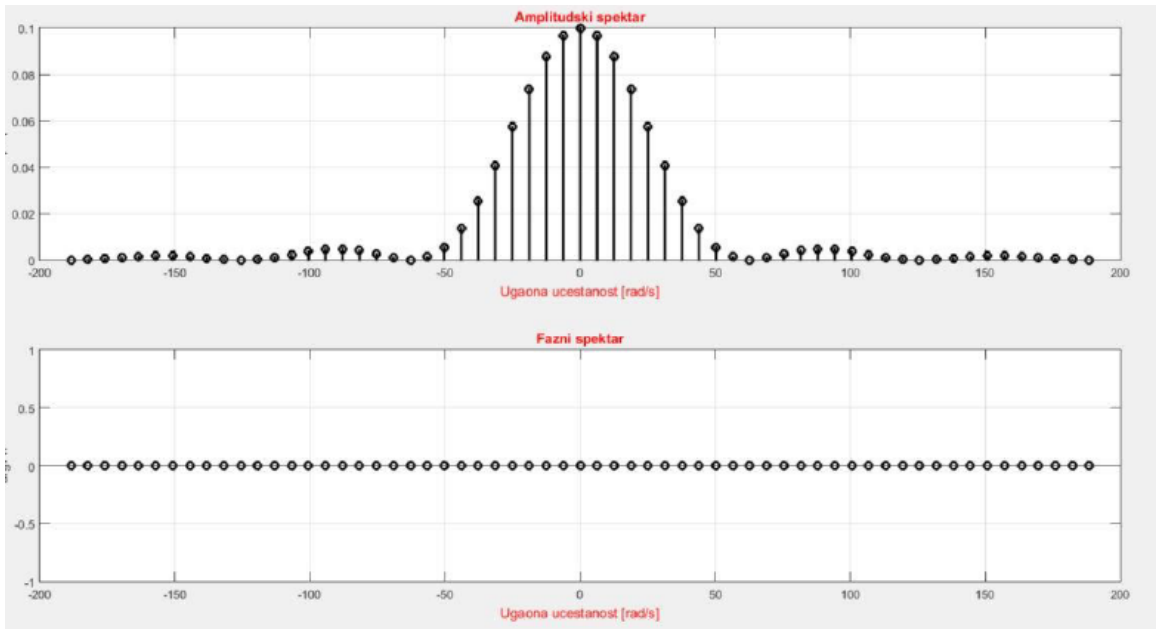 Amplitudski spektar
0.1
0.08
0.06
0.04
0.02
0
-200 -150 -100 -50 0 50 100 150 200
Ugaona ucestanost [rad/s]
Fazni spektar
1
0.5
0
-0.5
-1
-200 -150 -100 -50 0 50 100 150 200
Ugaona ucestanost [rad/s]